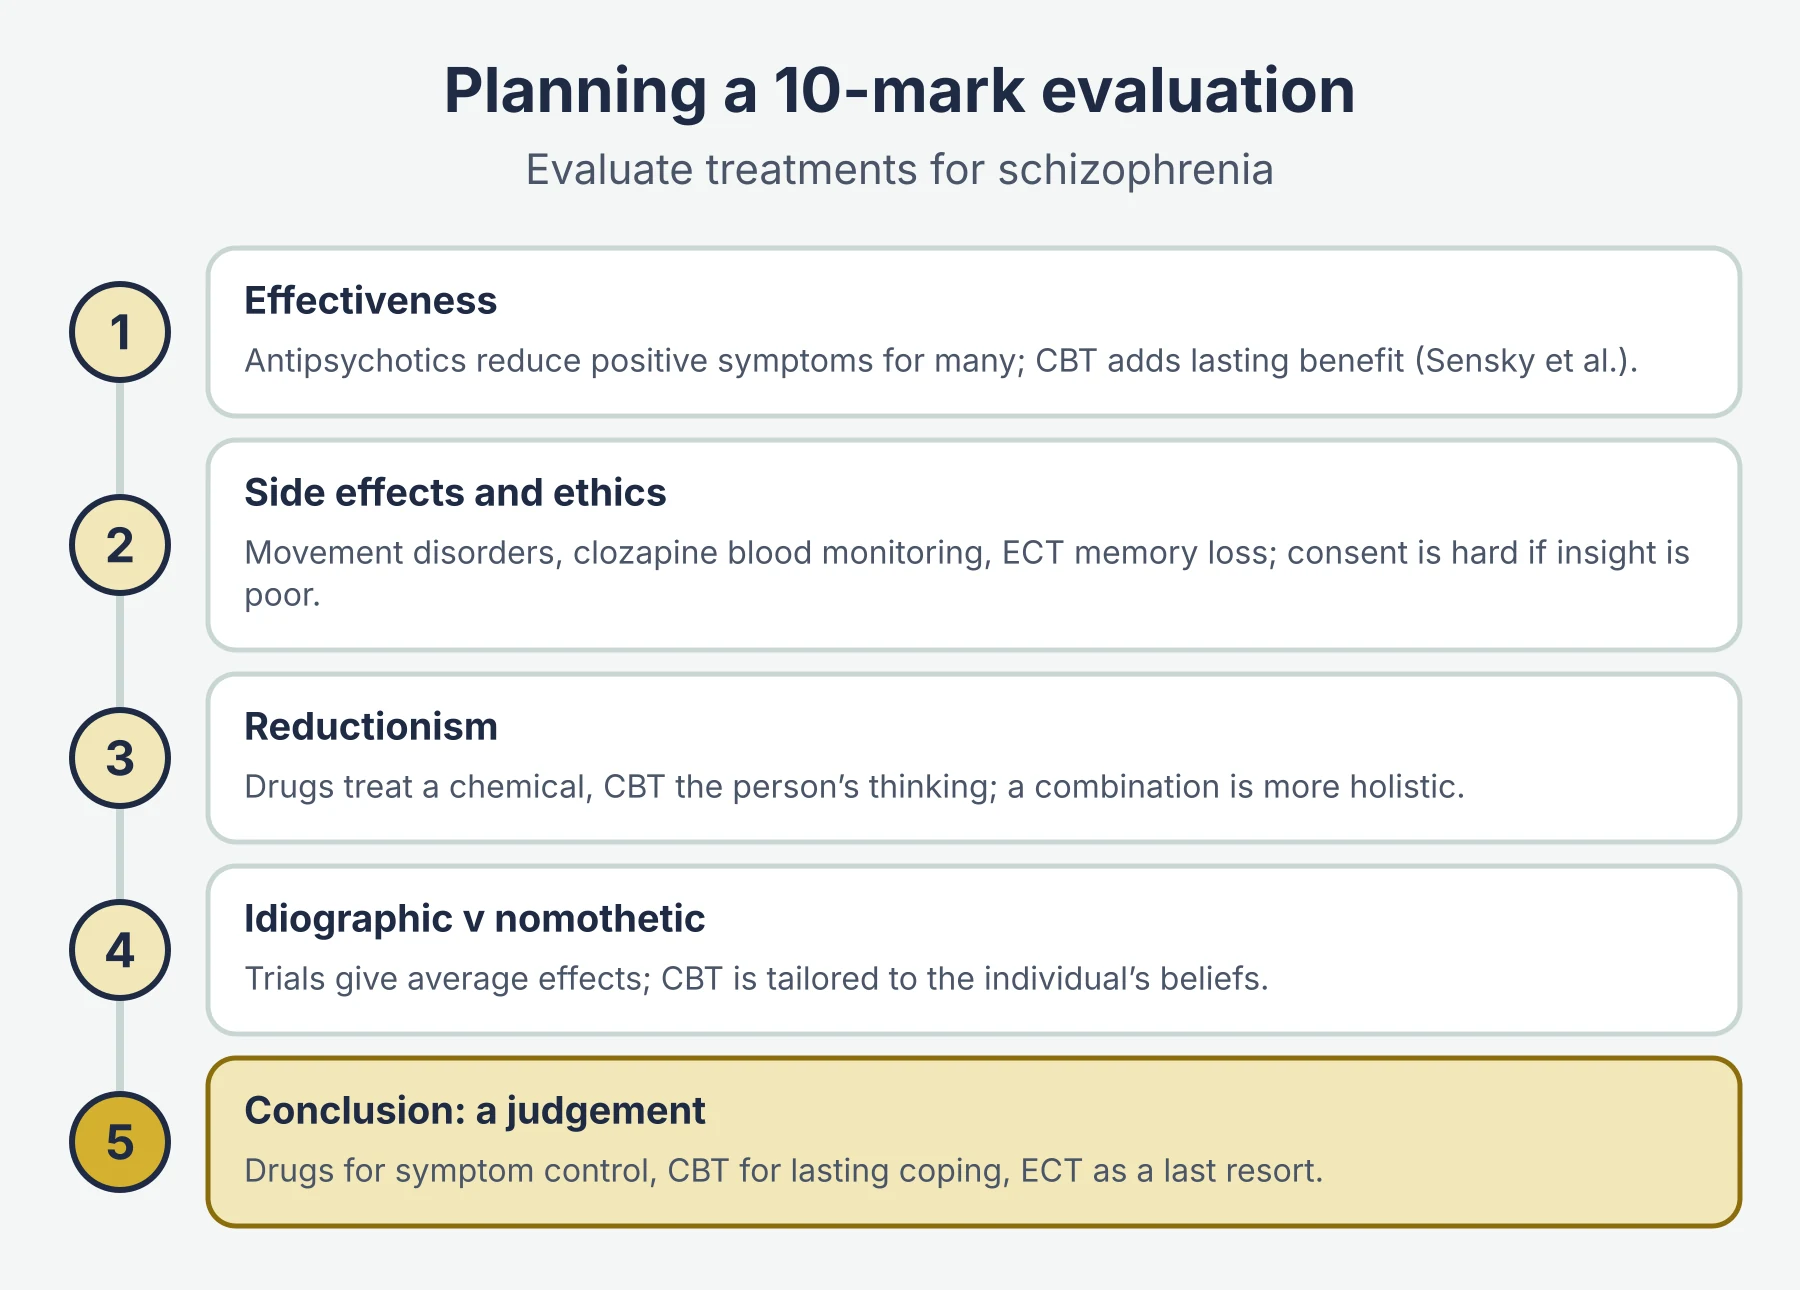 Planning a 10-mark evaluation
Evaluate treatments for schizophrenia
1
Effectiveness
Antipsychotics reduce positive symptoms for many; CBT adds lasting benefit (Sensky et al.).
2
Side effects and ethics
Movement disorders, clozapine blood monitoring, ECT memory loss; consent is hard if insight is
poor.
3
Reductionism
Drugs treat a chemical, CBT the person’s thinking; a combination is more holistic.
4
Idiographic v nomothetic
Trials give average effects; CBT is tailored to the individual’s beliefs.
5
Conclusion: a judgement
Drugs for symptom control, CBT for lasting coping, ECT as a last resort.